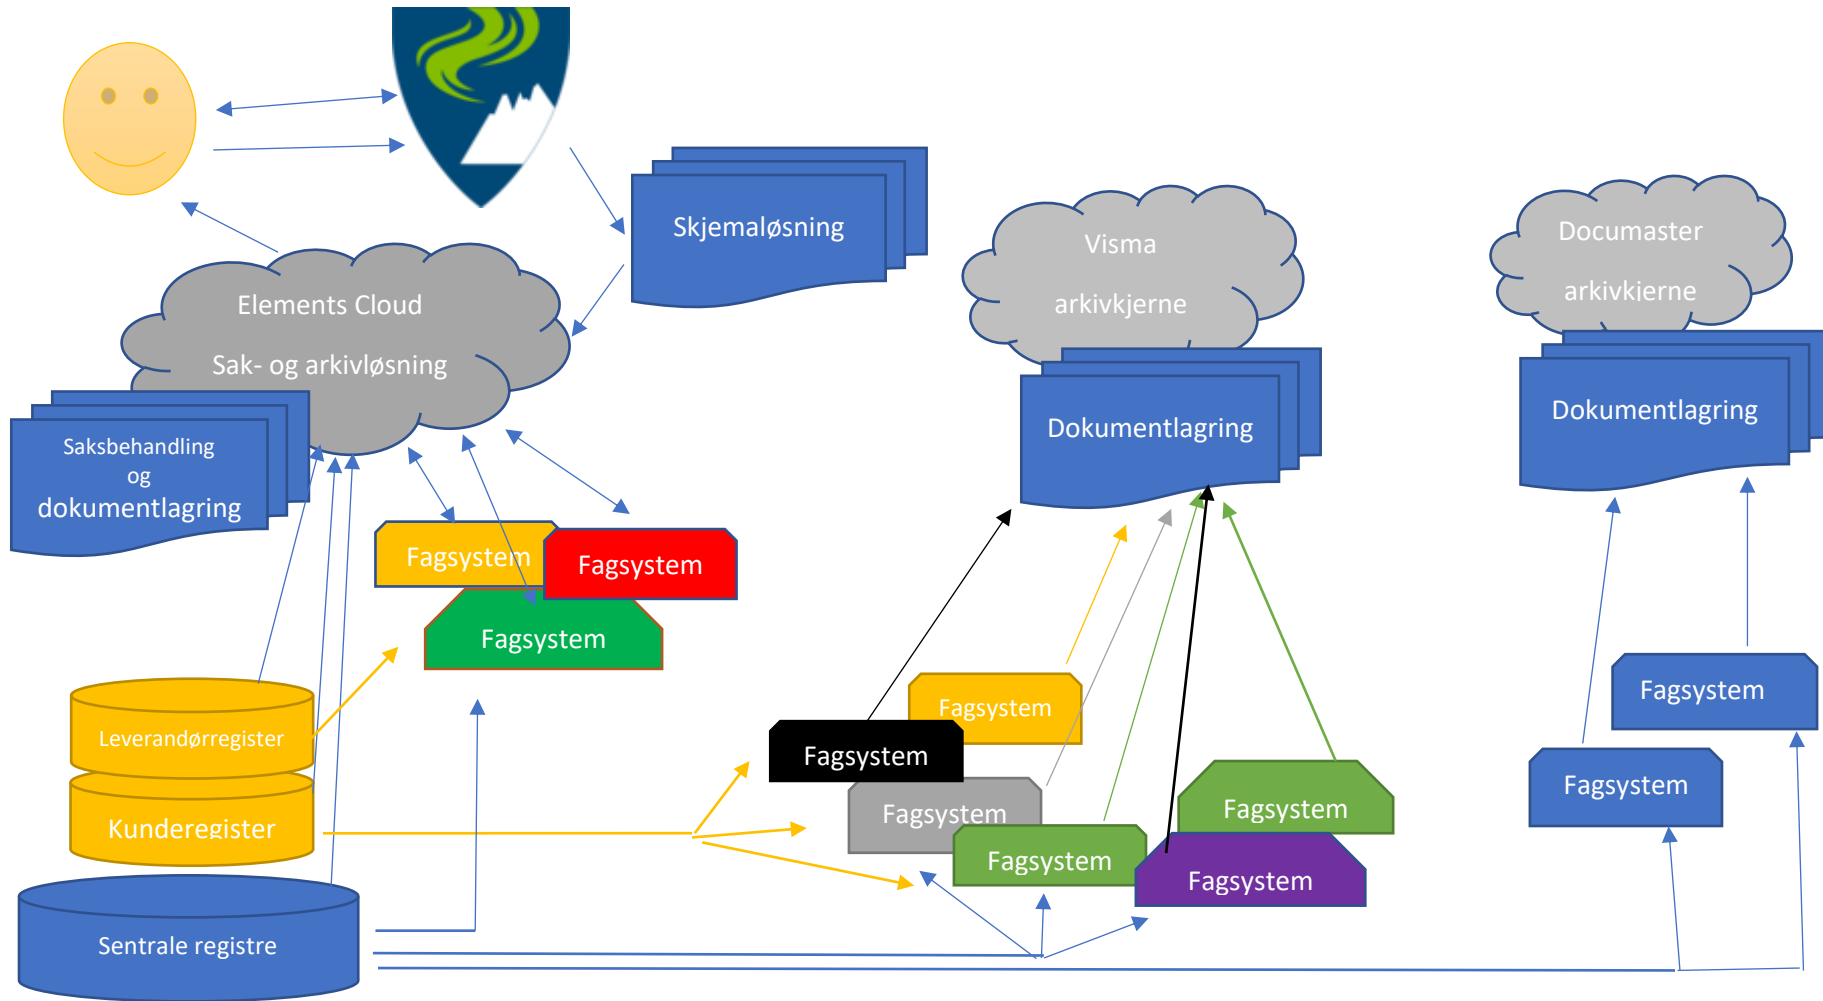 Skjemaløsning
Visma
arkivkjerne
Documaster
arkivkjerne
Elements Cloud
Sak- og arkivløsning
Saksbehandling
og
dokumentlagring
Dokumentlagring
Dokumentlagring
Fagsystem
Fagsystem
Fagsystem
Leverandørregister
Kunderegister
Sentrale registre
Fagsystem
Fagsystem
Fagsystem
Fagsystem
Fagsystem
Fagsystem
Fagsystem
Fagsystem